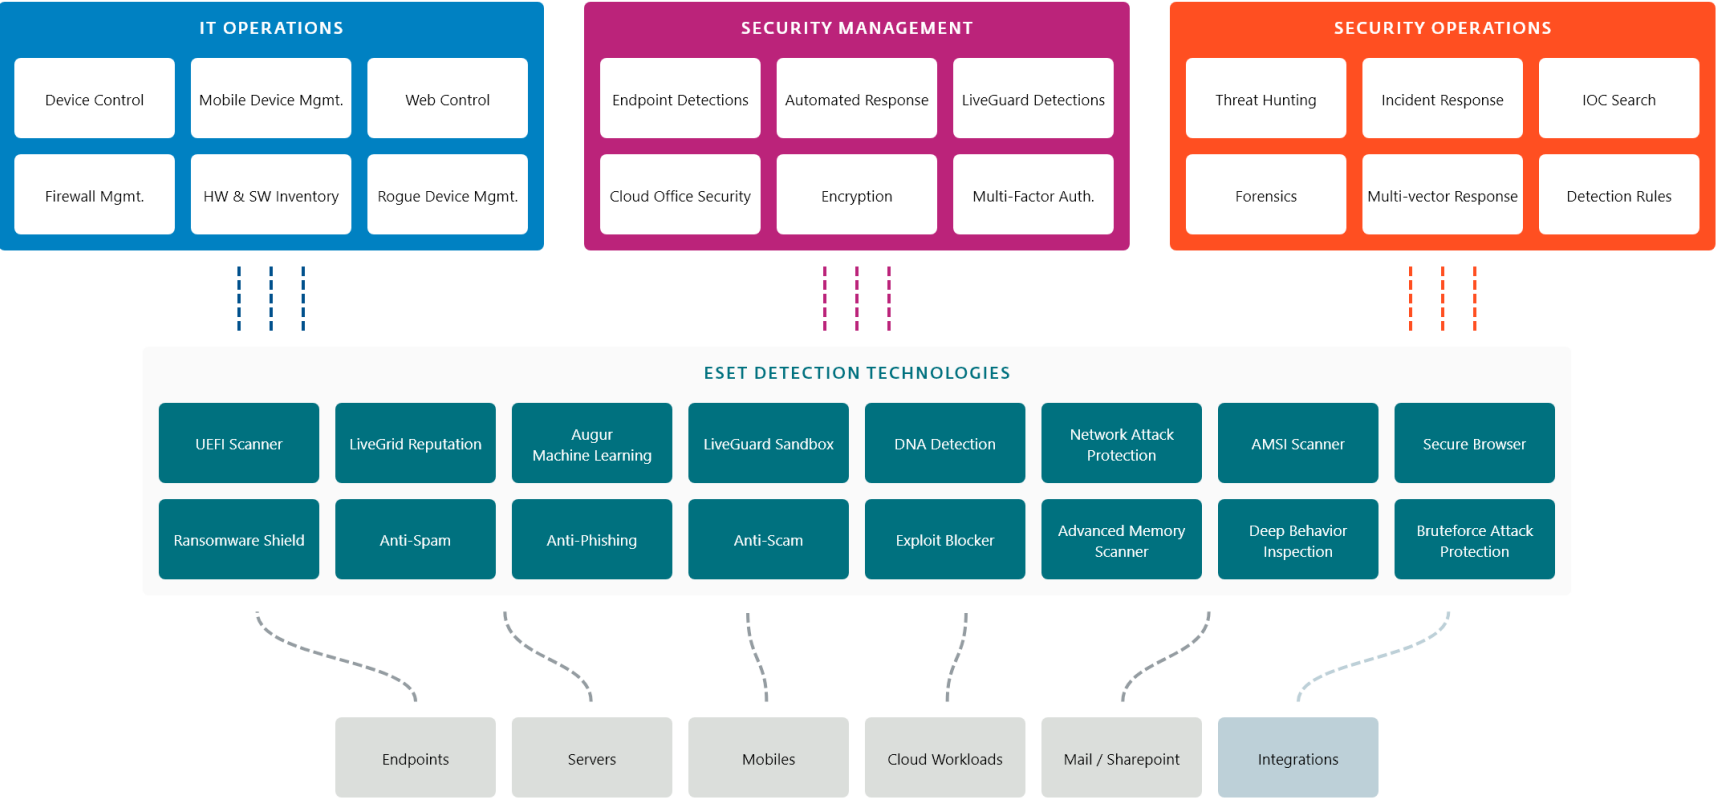 IT OPERATIONS
Device Control
Mobile Device Mgmt.
Web Control
Firewall Mgmt.
HW & SW Inventory
Rogue Device Mgmt.
SECURITY MANAGEMENT
Endpoint Detections
Automated Response
LiveGuard Detections
Cloud Office Security
Encryption
Multi-Factor Auth.
SECURITY OPERATIONS
Threat Hunting
Incident Response
IOC Search
Forensics
Multi-vector Response
Detection Rules
ESET DETECTION TECHNOLOGIES
UEFI Scanner
LiveGrid Reputation
Augur
Machine Learning
LiveGuard Sandbox
DNA Detection
Network Attack
Protection
AMSI Scanner
Secure Browser
Ransomware Shield
Anti-Spam
Anti-Phishing
Anti-Scam
Exploit Blocker
Advanced Memory
Scanner
Deep Behavior
Inspection
Bruteforce Attack
Protection
Endpoints
Servers
Mobiles
Cloud Workloads
Mail / Sharepoint
Integrations